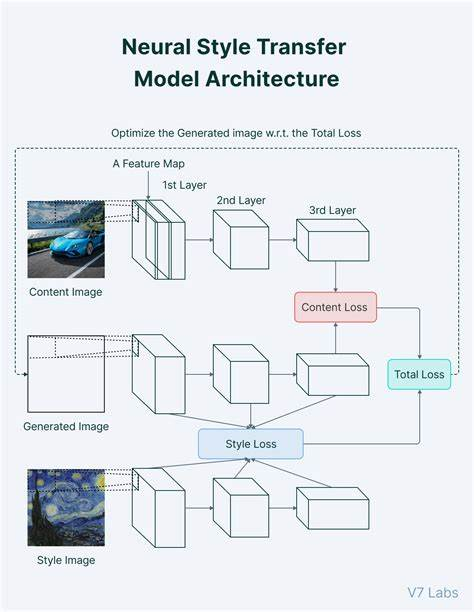 Neural Style Transfer
Model Architecture
Optimize the Generated image w.r.t. the Total Loss
A Feature Map
1st Layer
2nd Layer
3rd Layer
Content Image
Content Loss
Total Loss
Generated Image
Style Loss
Style Image
V7 Labs